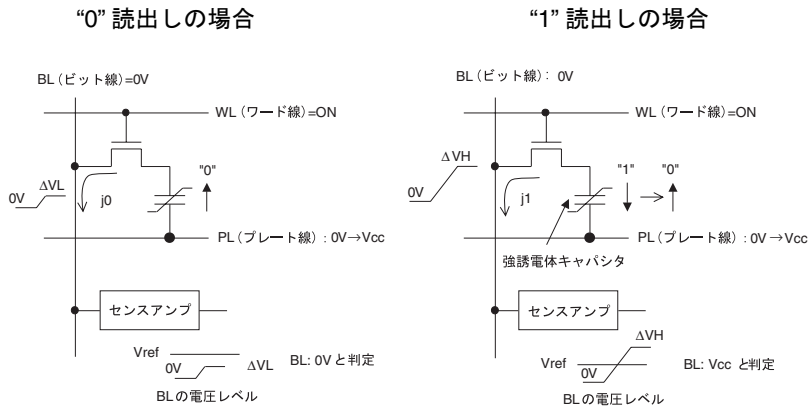 “0” 読出しの場合
BL（ビット線）=0V
WL（ワード線）=ON
"0"
0V
ΔVL
j0
PL（プレート線）: 0V→Vcc
センスアンプ
Vref
0V
ΔVL
BL: 0Vと判定
BLの電圧レベル
“1” 読出しの場合
BL（ビット線）: 0V
WL（ワード線）=ON
ΔVH
0V
j1
"1"
"0"
PL（プレート線）: 0V→Vcc
強誘電体キャパシタ
センスアンプ
ΔVH
Vref
0V
BL: Vcc と判定
BLの電圧レベル